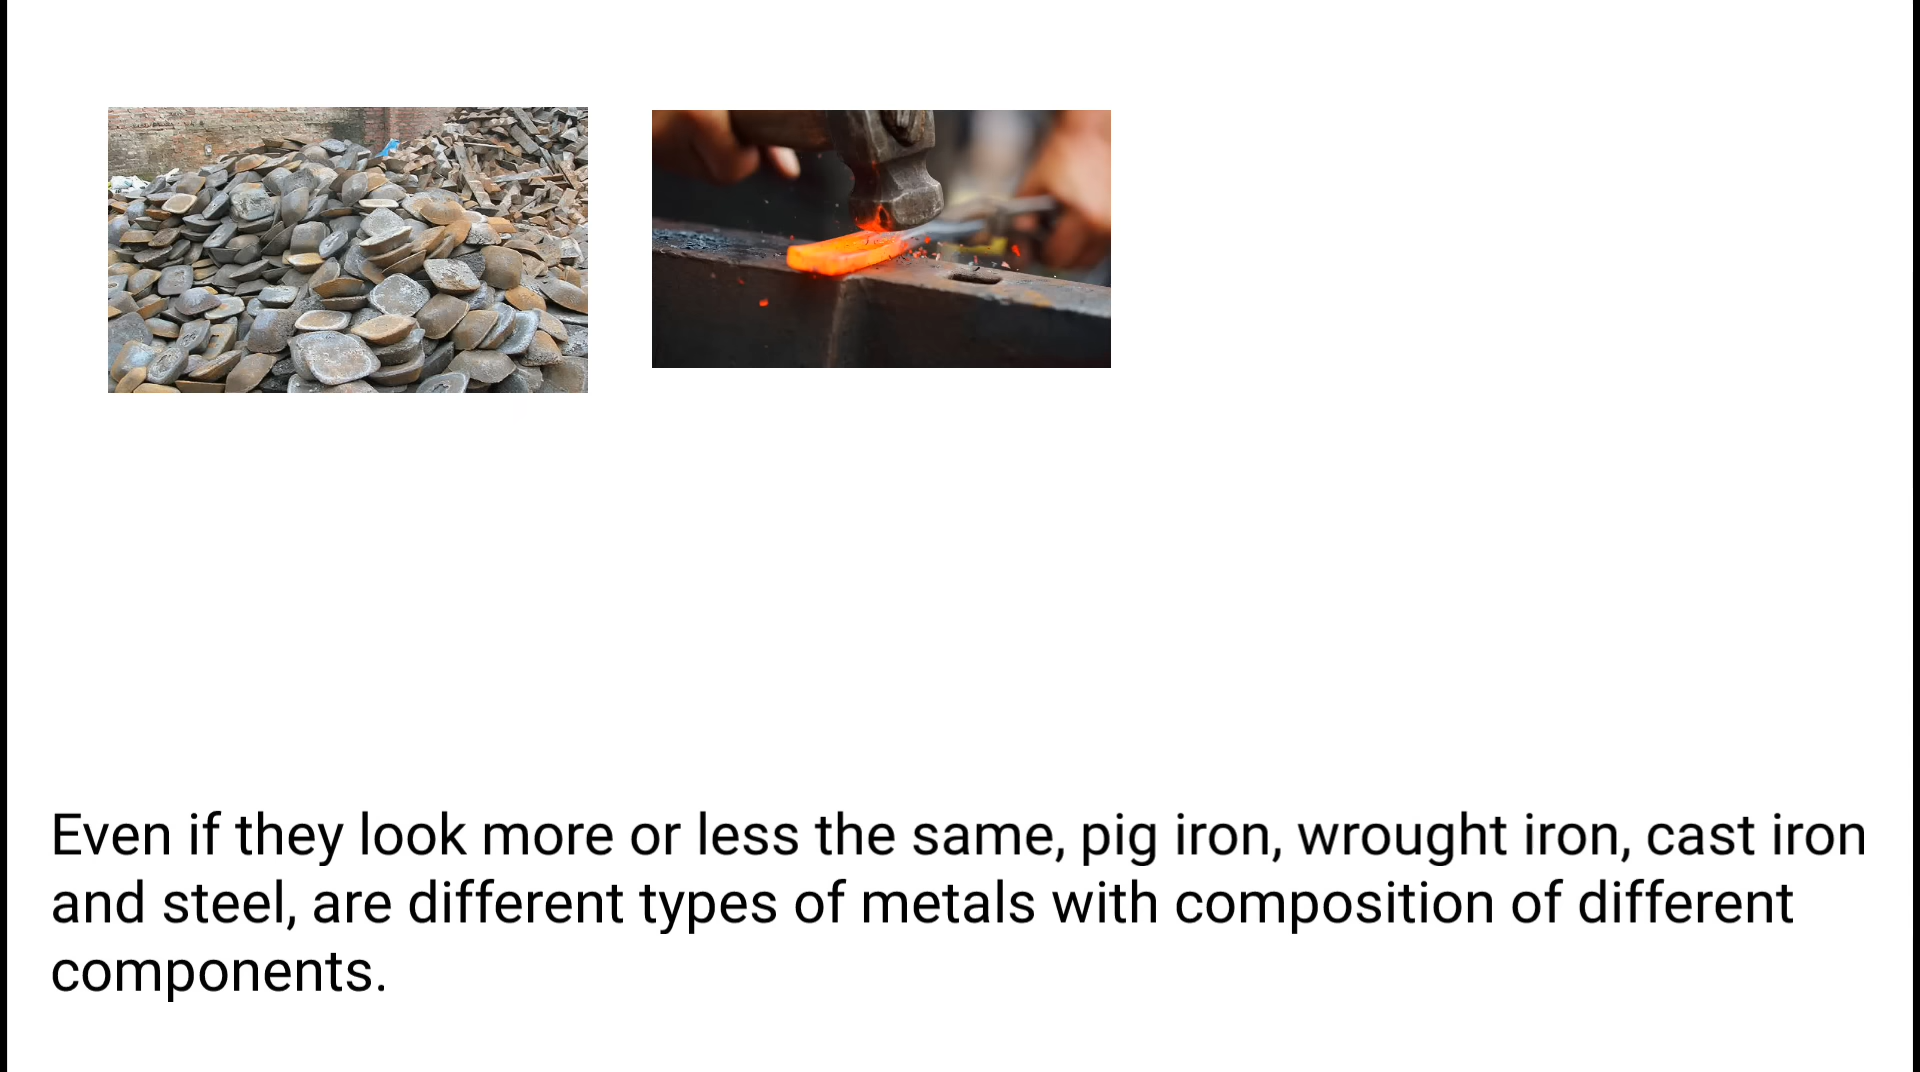 Even if they look more or less the same, pig iron, wrought iron, cast iron
and steel, are different types of metals with composition of different
components.